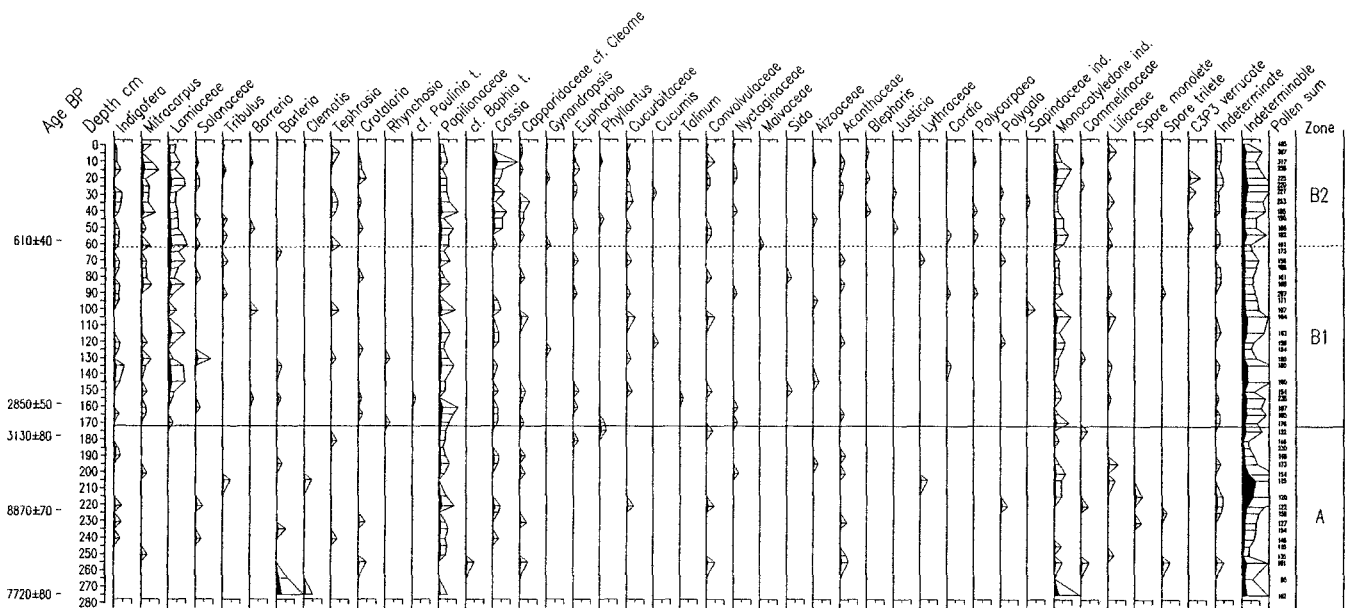 Age BP
Depth cm
Indigofera
Mitracarpus
Lamiaceae
Solanaceae
Tribulus
Borreria
Barleria
Clematis
Tephrosia
Crotalaria
Rhynchosia
cf. Paulinia t.
Papilionaceae
cf. Baphia t.
Cassia
Capparidaceae cf. Cleome
Gynandropsis
Euphorbia
Phyllantus
Cucurbitaceae
Cucumis
Talinum
Convolvulaceae
Nyctaginaceae
Malvaceae
Sida
Aizoaceae
Acanthaceae
Blepharis
Justicia
Lythraceae
Cordia
Polycarpaea
Polygala
Sapindaceae ind.
Monocotyledone ind.
Commelinaceae
Liliaceae
Spore monolete
Spore trilete
C3P3 verrucate
Indeterminate
Indeterminable
Pollen sum
Zone
0
10
20
30
40
50
60
70
80
90
100
110
120
130
140
150
160
170
180
190
200
210
220
230
240
250
260
270
280
610±40
2850±50
3130±80
8870±70
7720±80
B2
B1
A